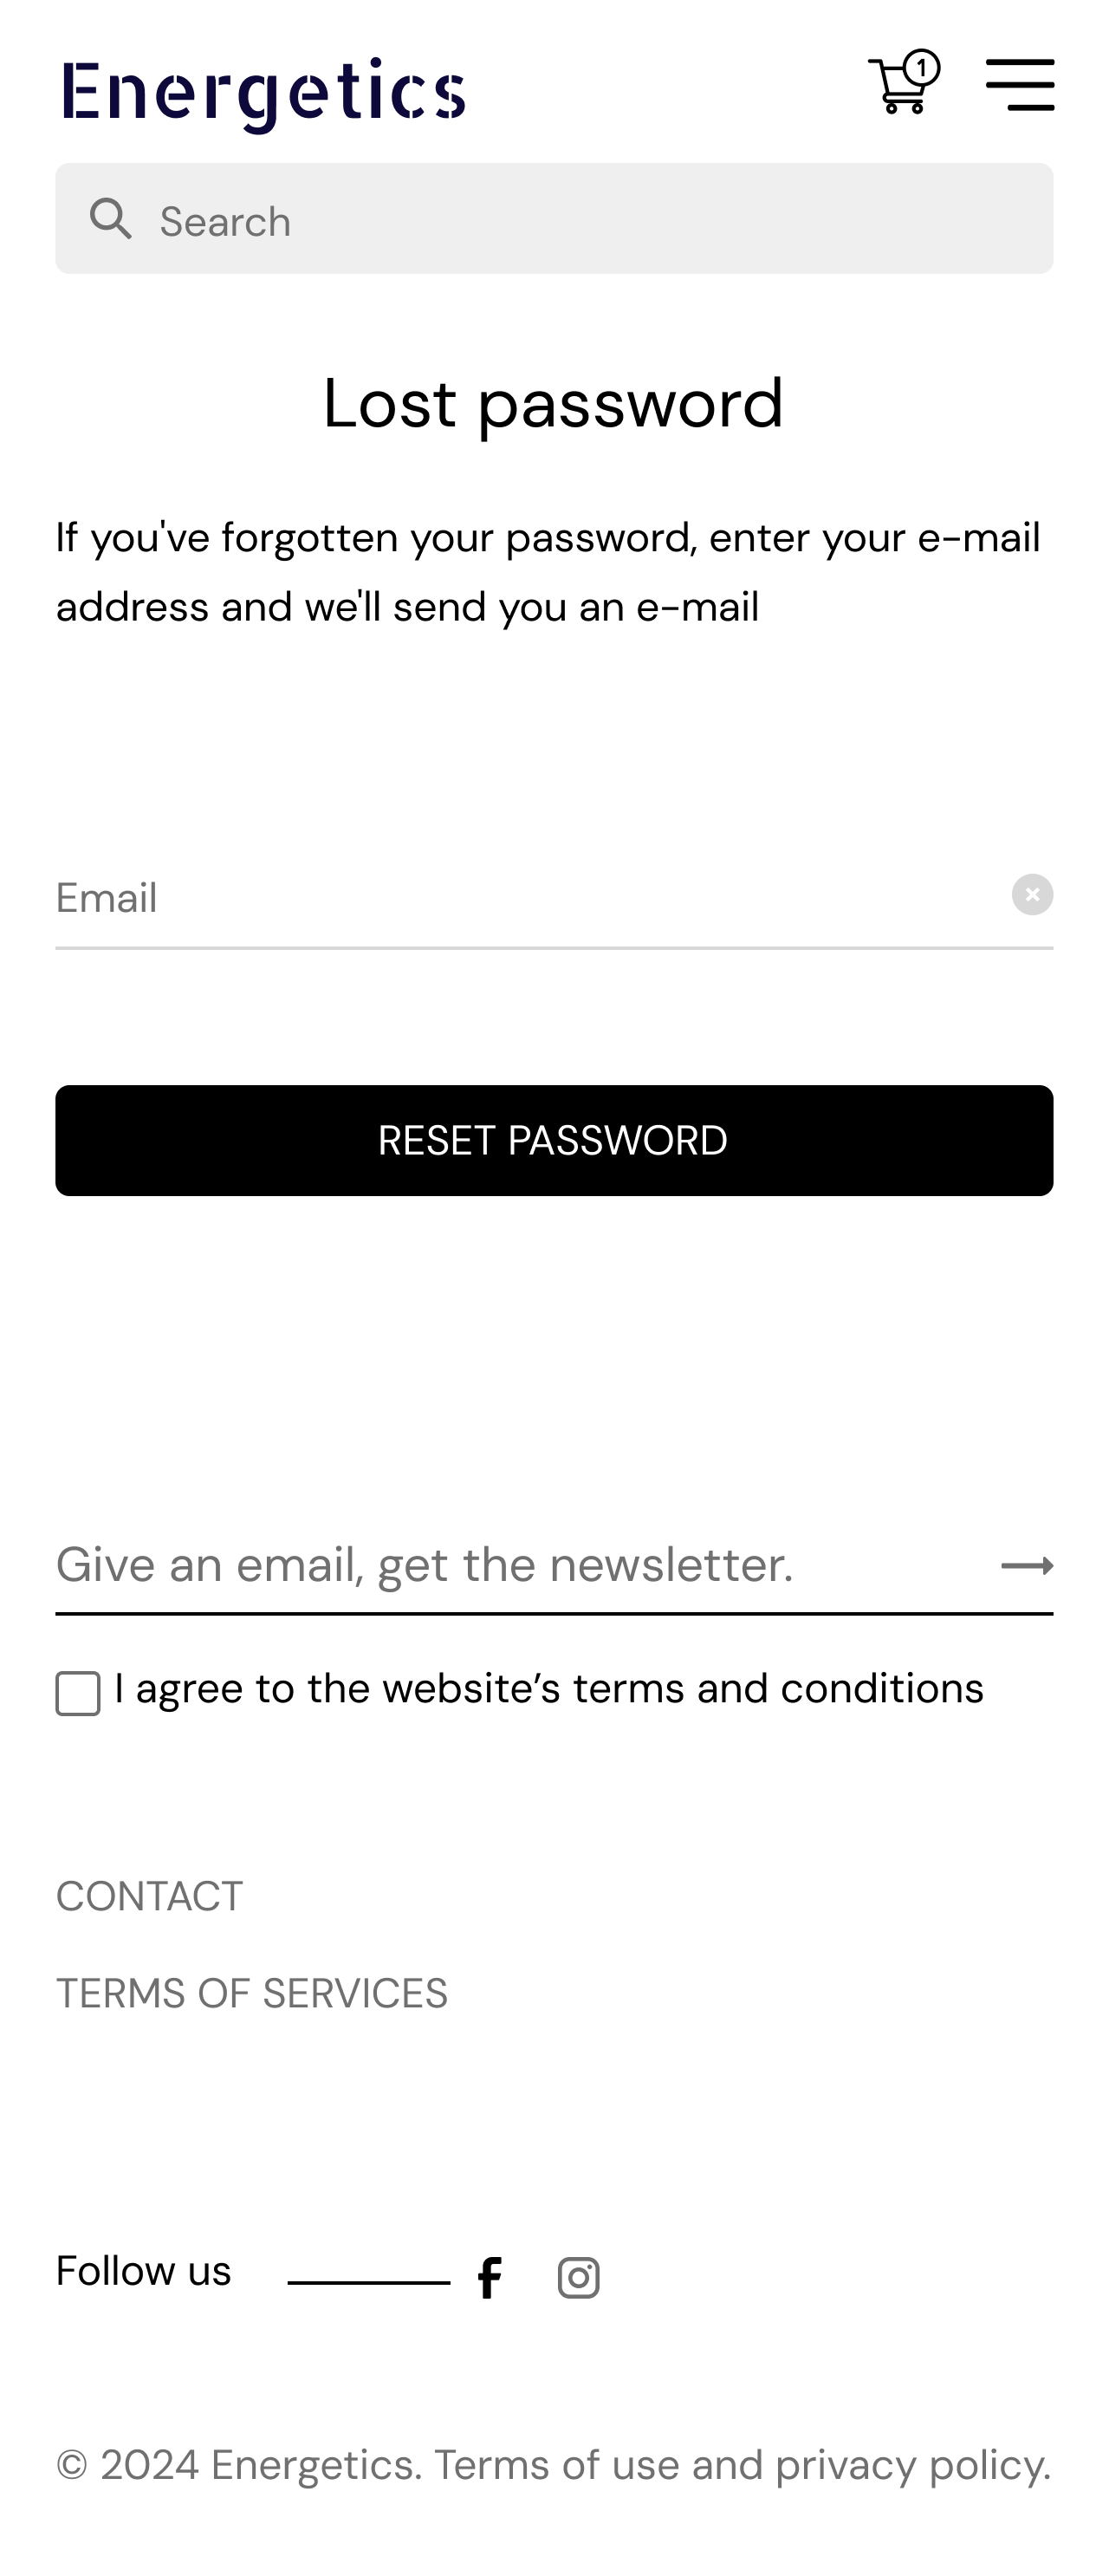 Energetics
1
Search
Lost password
If you've forgotten your password, enter your e-mail
address and we'll send you an e-mail
Email
RESET PASSWORD
Give an email, get the newsletter.
I agree to the website’s terms and conditions
CONTACT
TERMS OF SERVICES
Follow us
© 2024 Energetics. Terms of use and privacy policy.